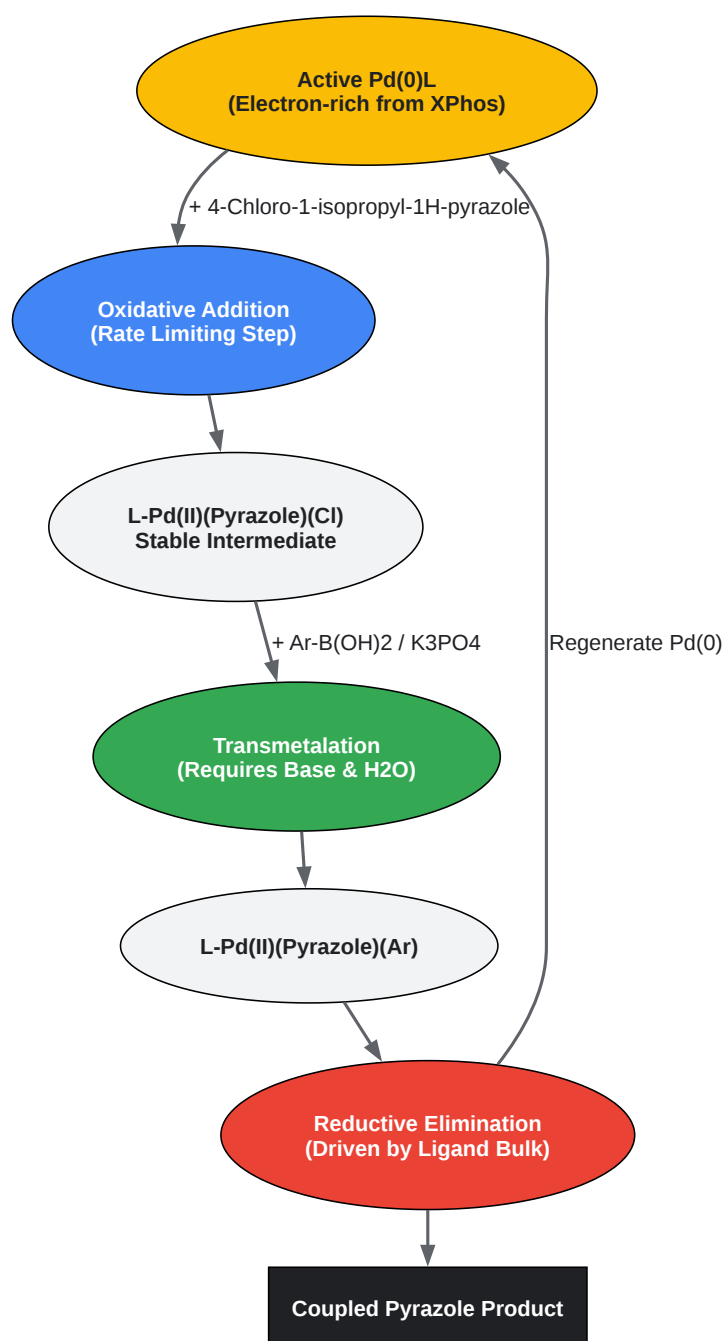 Active Pd(0)L
(Electron-rich from XPhos)
+ 4-Chloro-1-isopropyl-1H-pyrazole
Oxidative Addition
(Rate Limiting Step)
L-Pd(II)(Pyrazole)(Cl)
Stable Intermediate
+ Ar-B(OH)2 / K3PO4
Regenerate Pd(0)
Transmetalation
(Requires Base & H2O)
L-Pd(II)(Pyrazole)(Ar)
Reductive Elimination
(Driven by Ligand Bulk)
Coupled Pyrazole Product